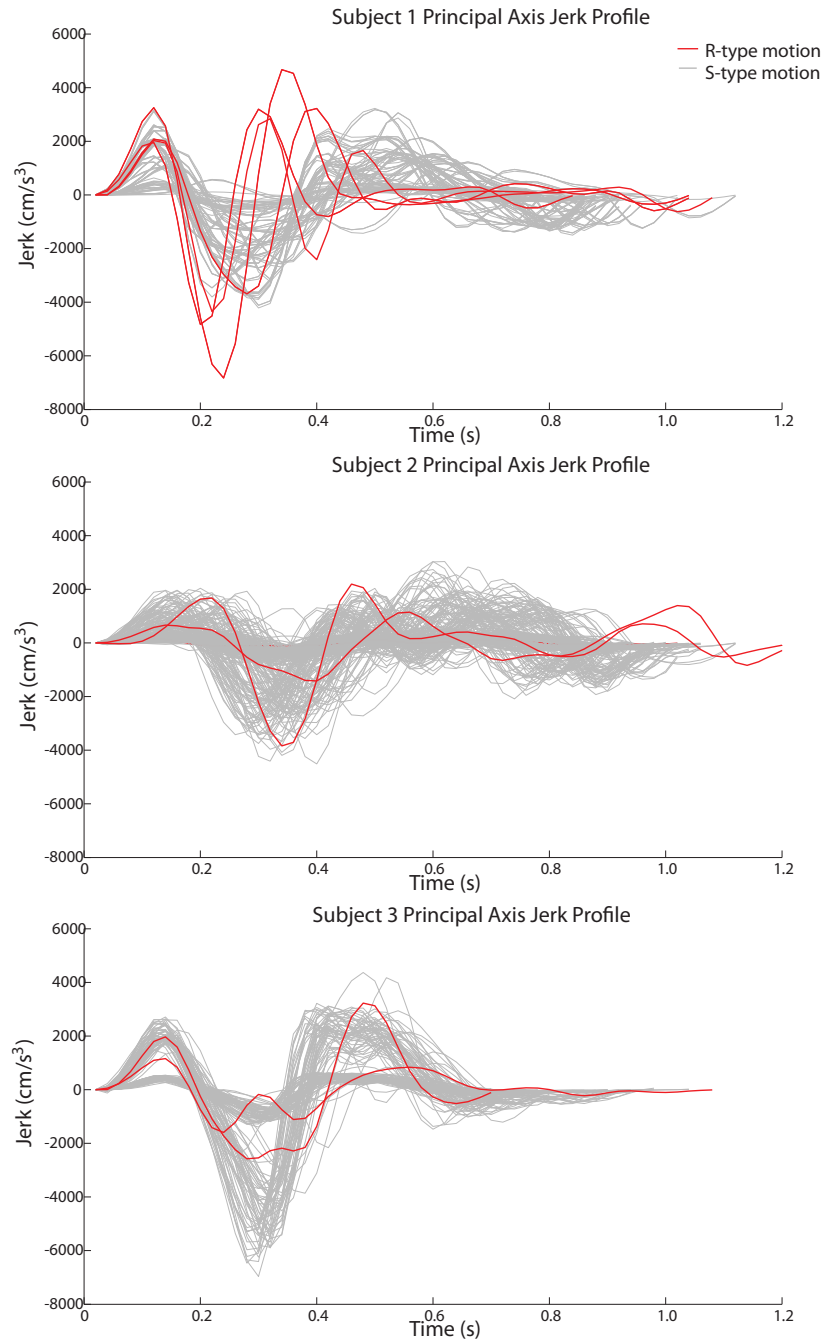 Subject 1 Principal Axis Jerk Profile
R-type motion
S-type motion
6000
4000
2000
0
-2000
-4000
-6000
-8000
Jerk (cm/s³)
0 0.2 0.4 0.6 0.8 1.0 1.2
Time (s)
Subject 2 Principal Axis Jerk Profile
6000
4000
2000
0
-2000
-4000
-6000
-8000
Jerk (cm/s³)
0 0.2 0.4 0.6 0.8 1.0 1.2
Time (s)
Subject 3 Principal Axis Jerk Profile
6000
4000
2000
0
-2000
-4000
-6000
-8000
Jerk (cm/s³)
0 0.2 0.4 0.6 0.8 1.0 1.2
Time (s)